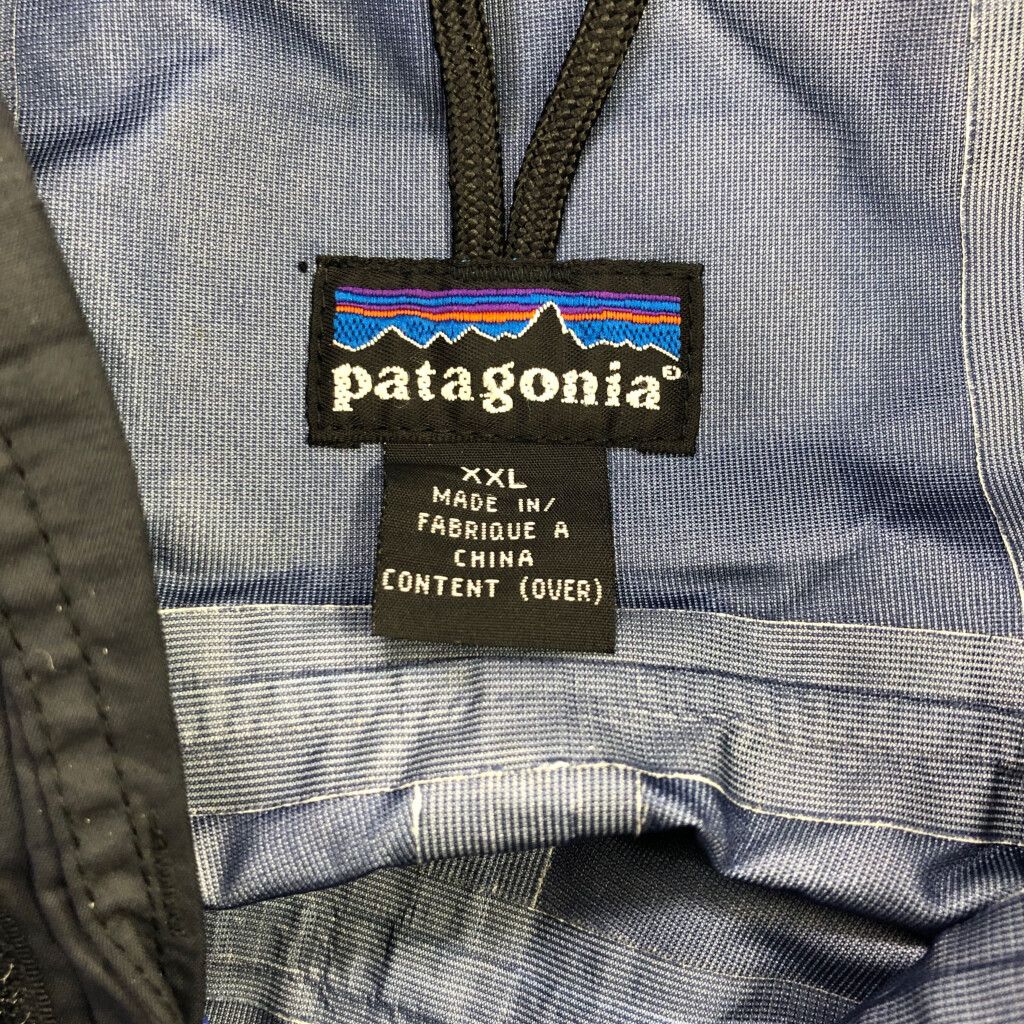 patagonia®
XXL
MADE IN/
FABRIQUE A
CHINA
CONTENT (OVER)